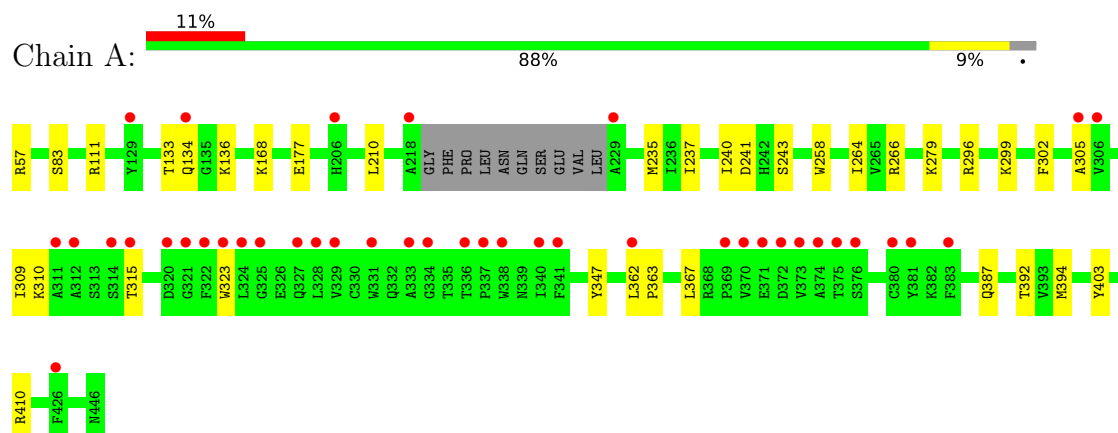 11%
Chain A:
88% 9% •
R57 S83 R111 Y129 T133 Q134 G135 K136 K168 E177 H206 L210 A218 GLY PHE PRO LEU ASN GLN SER GLU VAL LEU A229 M235 I236 I237 I240 D241 H242 S243 W258 I264 V265 R266 K279 R296 K299 F302 A305 V306
I309 K310 A311 A312 S313 S314 T315 D320 G321 F322 W323 L324 G325 E326 Q327 L328 V329 C330 W331 Q332 A333 G334 T335 T336 P337 W338 N339 I340 F341 Y347 L362 P363 L367 R368 P369 V370 E371 D372 V373 A374 T375 S376 C380 Y381 K382 F383 Q387 T392 V393 M394 Y403
R410 F426 N446